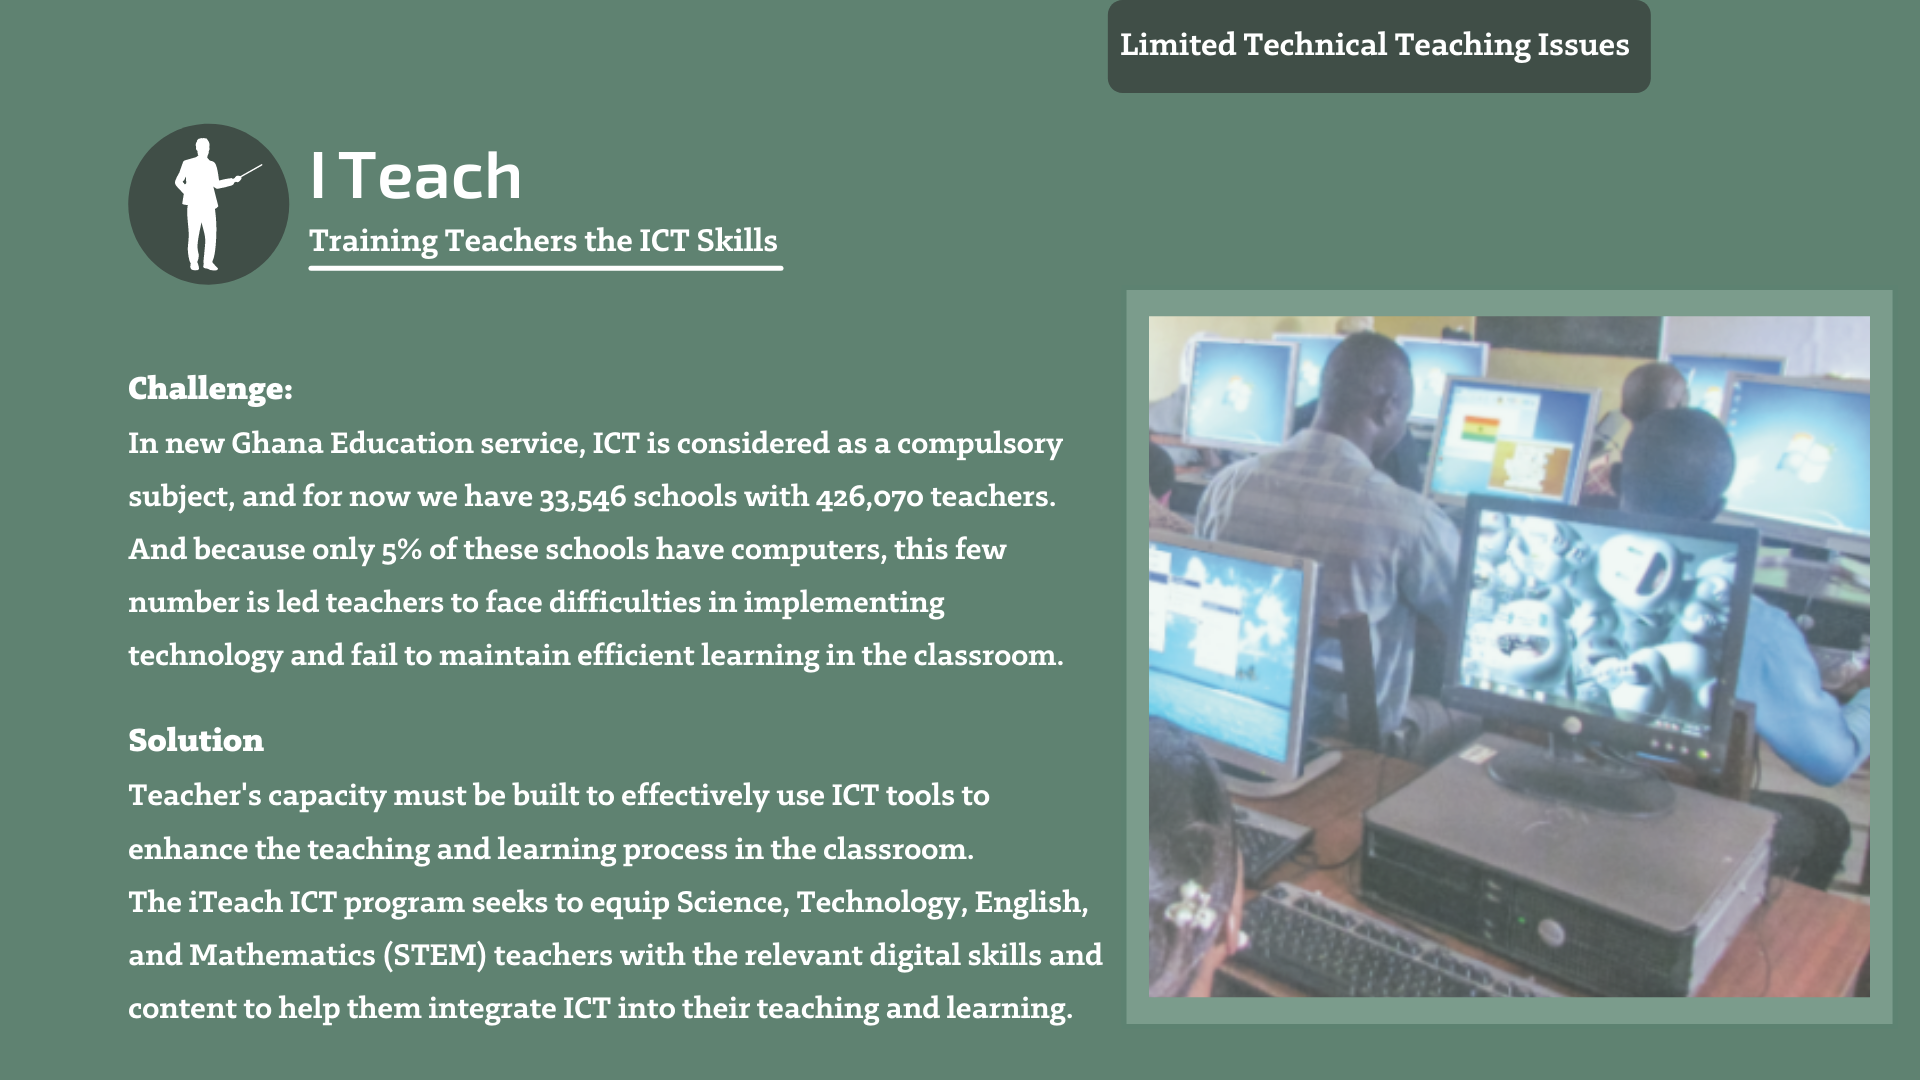 Limited Technical Teaching Issues
I Teach
Training Teachers the ICT Skills
Challenge:
In new Ghana Education service, ICT is considered as a compulsory
subject, and for now we have 33,546 schools with 426,070 teachers.
And because only 5% of these schools have computers, this few
number is led teachers to face difficulties in implementing
technology and fail to maintain efficient learning in the classroom.
Solution
Teacher's capacity must be built to effectively use ICT tools to
enhance the teaching and learning process in the classroom.
The iTeach ICT program seeks to equip Science, Technology, English,
and Mathematics (STEM) teachers with the relevant digital skills and
content to help them integrate ICT into their teaching and learning.